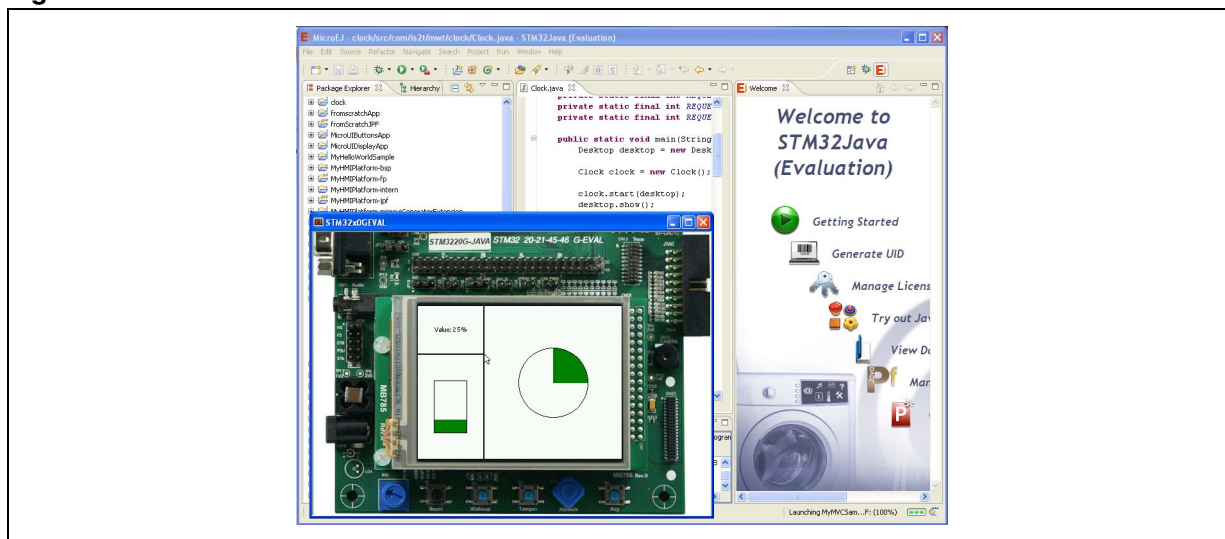 MicroEJ - clock/src/com/is2t/mwt/clock/Clock.java - STM32Java (Evaluation)
File Edit Source Refactor Navigate Search Project Run Window Help
Package Explorer
Hierarchy
clock
fromscratchApp
fromScratchJPF
MicroUIButtonsApp
MicroUIDisplayApp
MyHelloWorldSample
MyHMIPlatform-bsp
MyHMIPlatform-fp
MyHMIPlatform-intern
MyHMIPlatform-jpf
Clock.java
private static final int REQUE
private static final int REQUE
public static void main(String
Desktop desktop = new Desk
Clock clock = new Clock();
clock.start(desktop);
desktop.show();
Welcome
Welcome to
STM32Java
(Evaluation)
Getting Started
Generate UID
Manage Licens
Try out Jav
View Do
Man
STM32x0GEVAL
STM3220G-JAVA STM32 20-21-45-46 G-EVAL
Value; 25%
MB785
Reset Wakeup Tamper Joystick Key
Launching MyMVCSam...F: (100%)